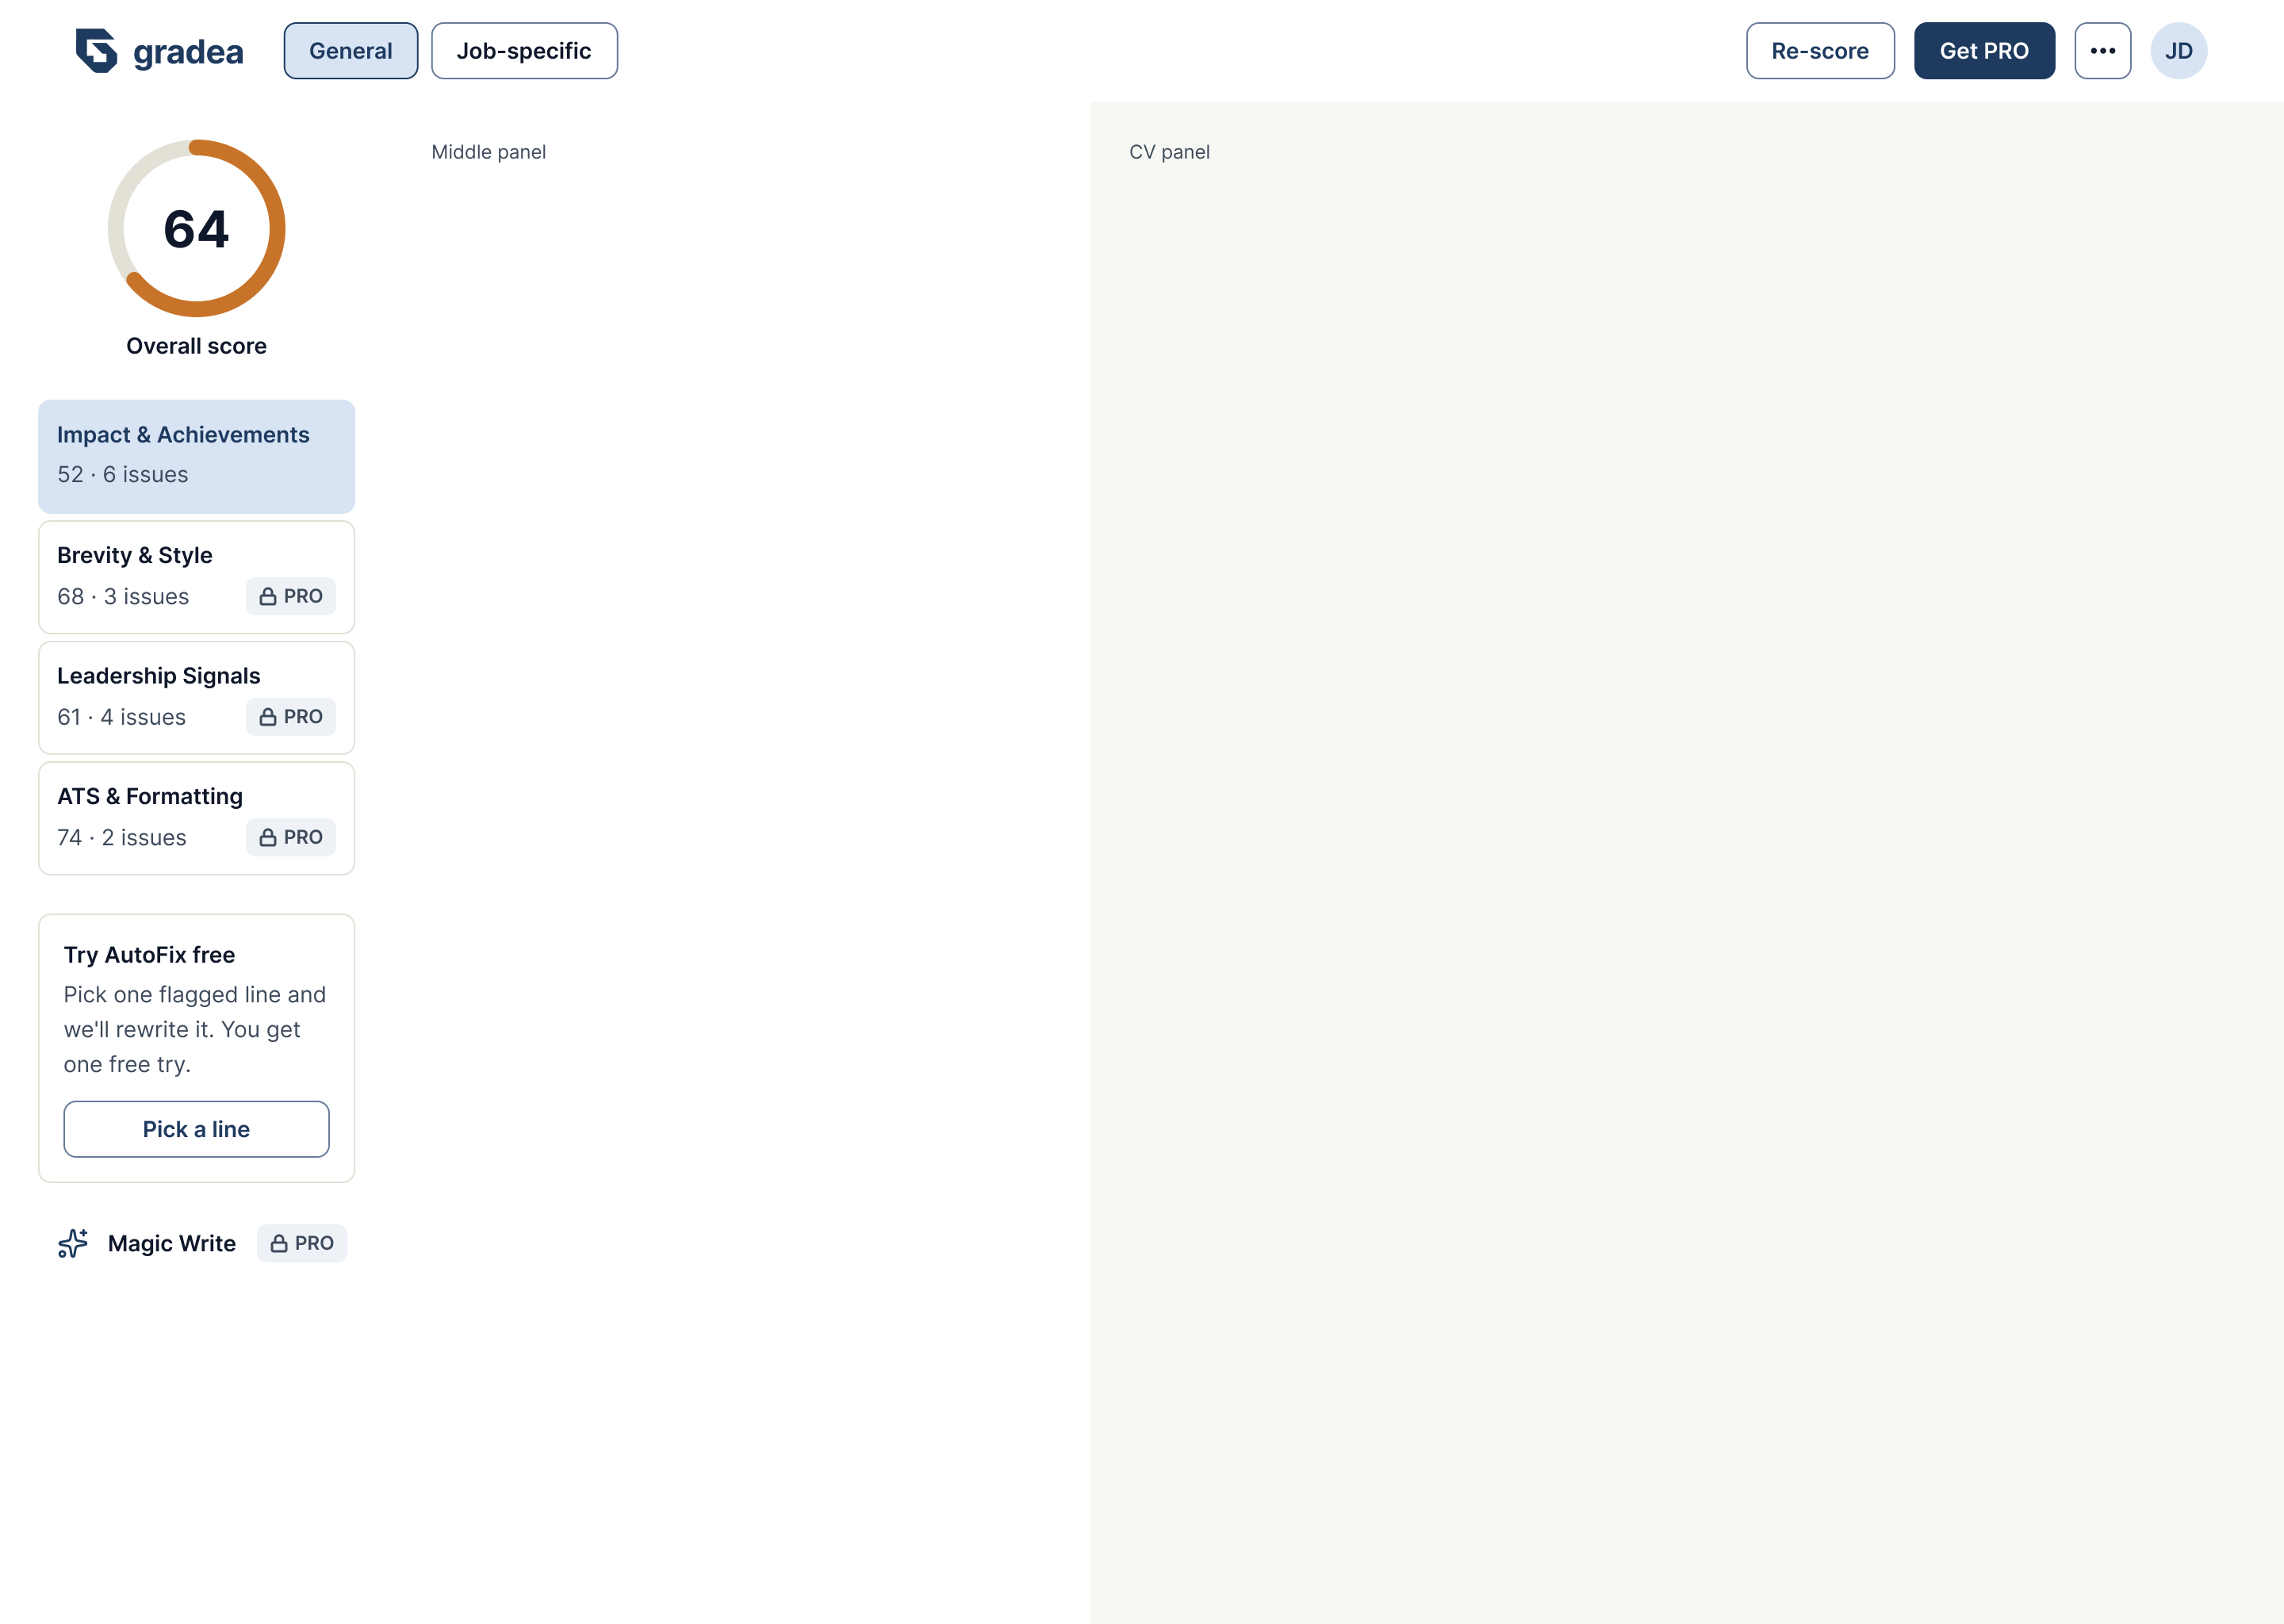 gradea
General
Job-specific
Re-score
Get PRO
JD
64
Overall score
Impact & Achievements
52 · 6 issues
Brevity & Style
68 · 3 issues
PRO
Leadership Signals
61 · 4 issues
PRO
ATS & Formatting
74 · 2 issues
PRO
Try AutoFix free
Pick one flagged line and
we'll rewrite it. You get
one free try.
Pick a line
Magic Write
PRO
Middle panel
CV panel